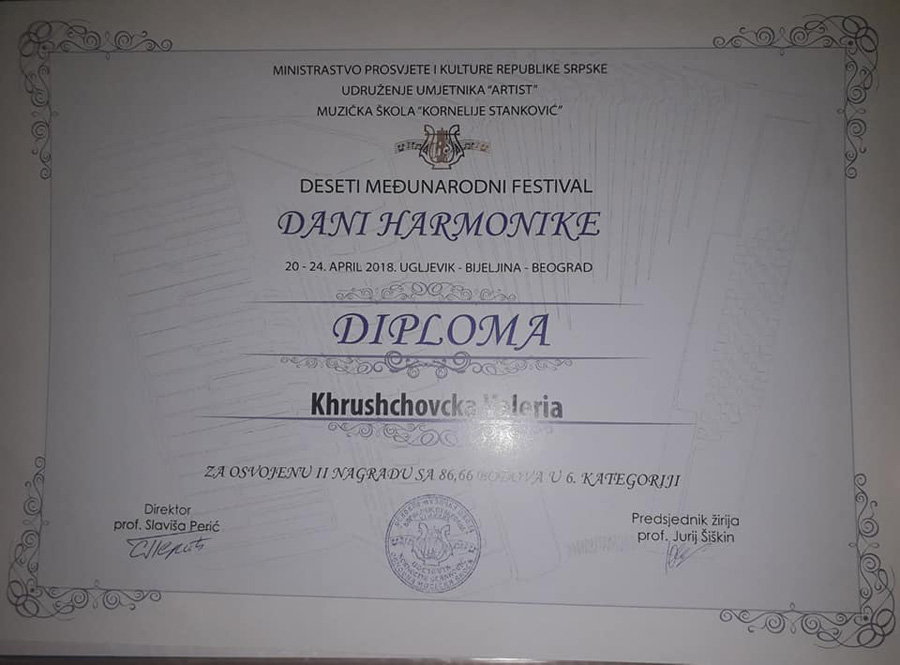 MINISTRASTVO PROSVJETE I KULTURE REPUBLIKE SRPSKE
UDRUŽENJE UMJETNIKA "ARTIST"
MUZIČKA ŠKOLA "KORNELIJE STANKOVIĆ"
DESETI MEĐUNARODNI FESTIVAL
DANI HARMONIKE
20 - 24. APRIL 2018. UGLJEVIK - BIJELJINA - BEOGRAD
DIPLOMA
Khrushchovcka Valeria
ZA OSVOJENU II NAGRADU SA 86,66 BODOVA U 6. KATEGORIJI
Direktor
prof. Slaviša Perić
Predsjednik žirija
prof. Jurij Šiškin